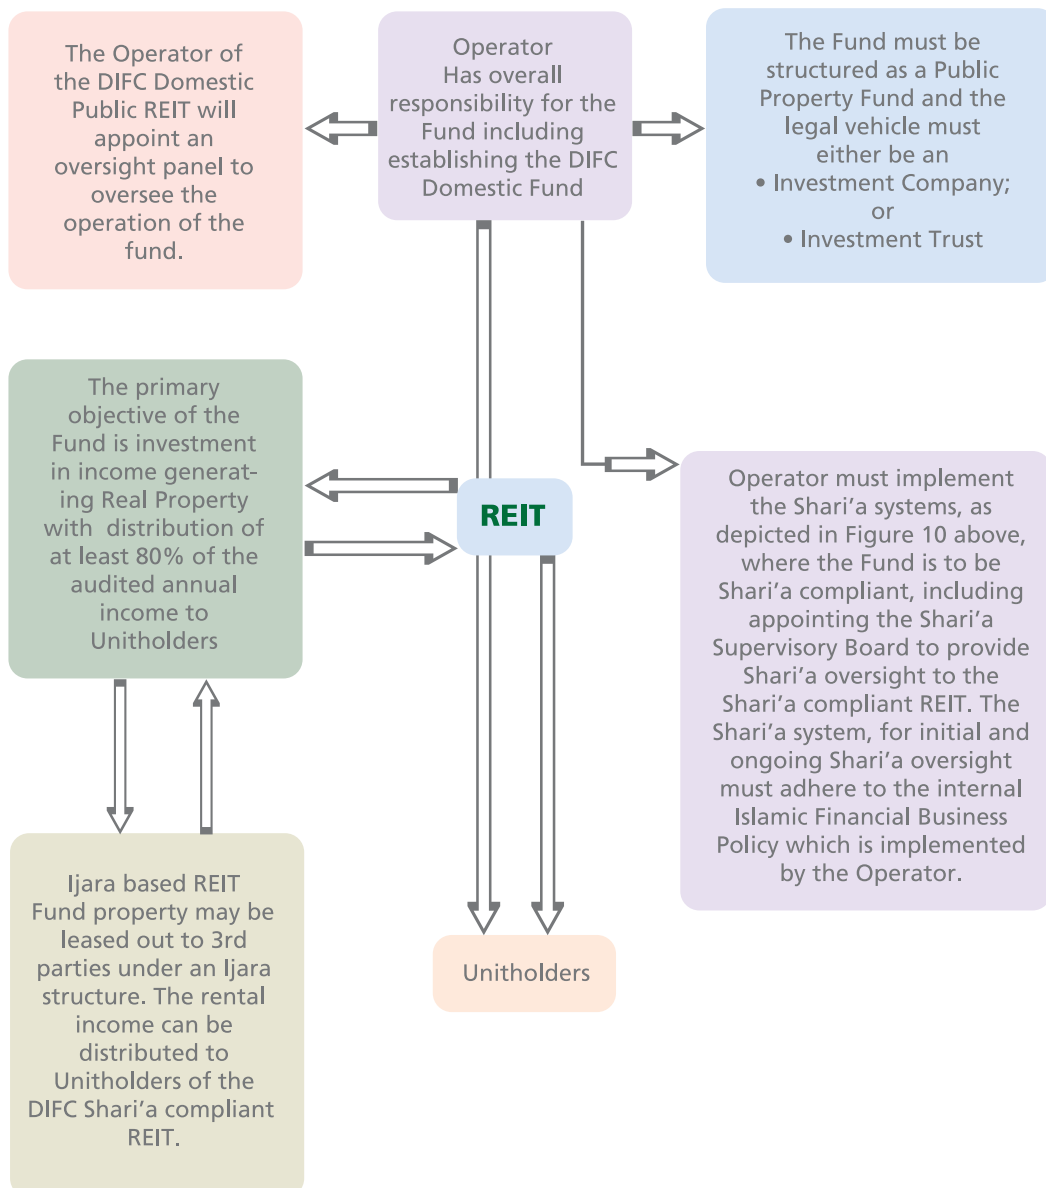 The Operator of
the DIFC Domestic
Public REIT will
appoint an
oversight panel to
oversee the
operation of the
fund.
Operator
Has overall
responsibility for the
Fund including
establishing the DIFC
Domestic Fund
The Fund must be
structured as a Public
Property Fund and the
legal vehicle must
either be an
• Investment Company;
or
• Investment Trust
The primary
objective of the
Fund is investment
in income generat-
ing Real Property
with distribution of
at least 80% of the
audited annual
income to
Unitholders
REIT
Operator must implement
the Shari'a systems, as
depicted in Figure 10 above,
where the Fund is to be
Shari'a compliant, including
appointing the Shari'a
Supervisory Board to provide
Shari'a oversight to the
Shari'a compliant REIT. The
Shari'a system, for initial and
ongoing Shari'a oversight
must adhere to the internal
Islamic Financial Business
Policy which is implemented
by the Operator.
Ijara based REIT
Fund property may be
leased out to 3rd
parties under an Ijara
structure. The rental
income can be
distributed to
Unitholders of the
DIFC Shari'a compliant
REIT.
Unitholders